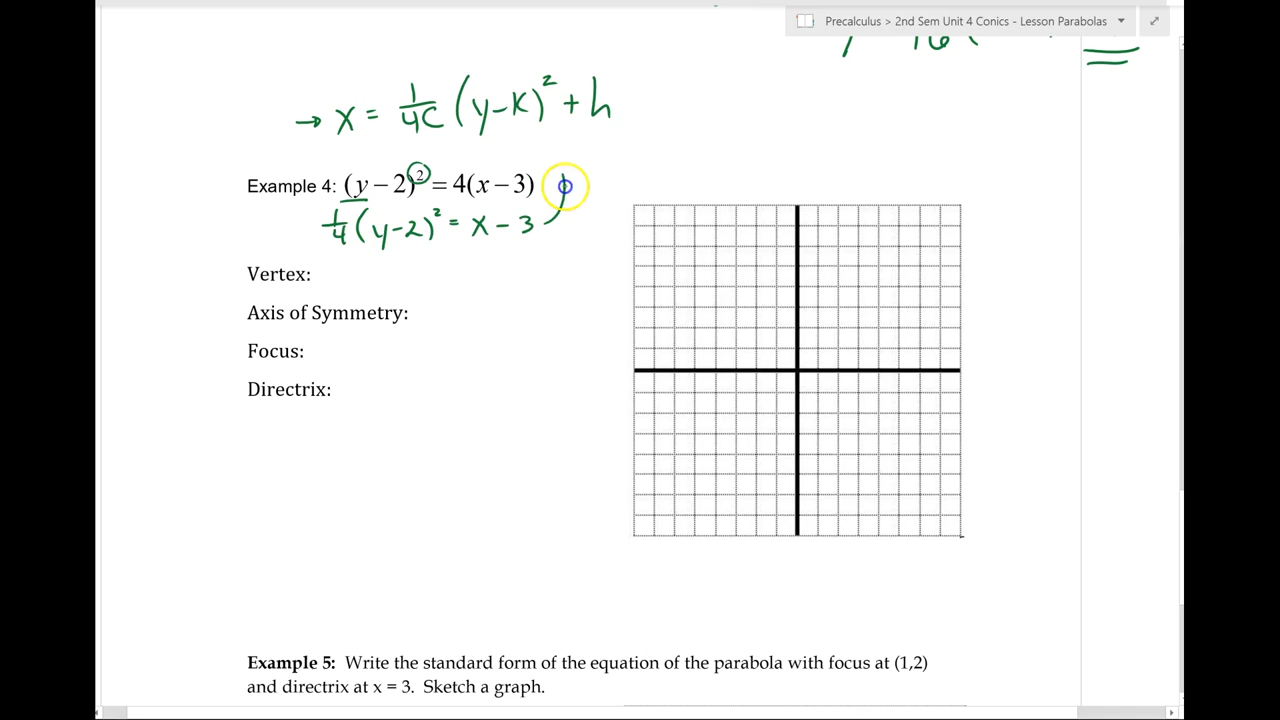 Precalculus > 2nd Sem Unit 4 Conics - Lesson Parabolas
→ x = 1/4C (y-K)² + h
Example 4: (y − 2)² = 4(x − 3)
1/4 (y-2)² = x - 3
Vertex:
Axis of Symmetry:
Focus:
Directrix:
Example 5: Write the standard form of the equation of the parabola with focus at (1,2)
and directrix at x = 3. Sketch a graph.